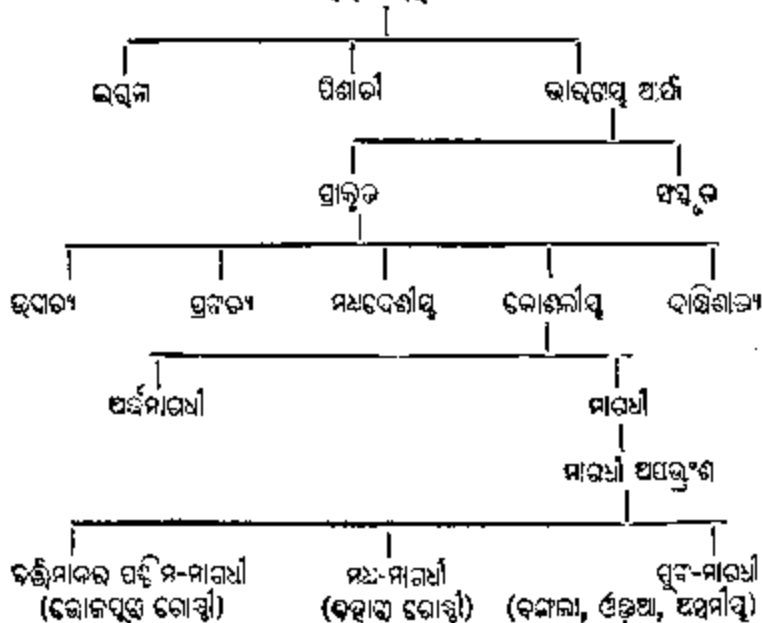 ଇରାନୀ ପିଶାଚୀ ଭାରତୀୟ ଆର୍ଯ୍ୟ
ପ୍ରାକୃତ ସଂସ୍କୃତ
ଉଦୀଚ୍ୟ ପ୍ରତୀଚ୍ୟ ମଧ୍ୟଦେଶୀୟ କୋଶଳୀୟ ଦାକ୍ଷିଣାତ୍ୟ
ଅର୍ଦ୍ଧମାଗଧୀ ମାଗଧୀ
ମାଗଧୀ ଅପଭ୍ରଂଶ
ପଶ୍ଚିମ-ମାଗଧୀ ମଧ୍ୟ-ମାଗଧୀ ପୂର୍ବ-ମାଗଧୀ
(ଭୋଜପୁରୀ ଗୋଷ୍ଠୀ) (ବିହାରୀ ଗୋଷ୍ଠୀ) (ବଙ୍ଗଳା, ଓଡ଼ିଆ, ଅସମୀୟ)